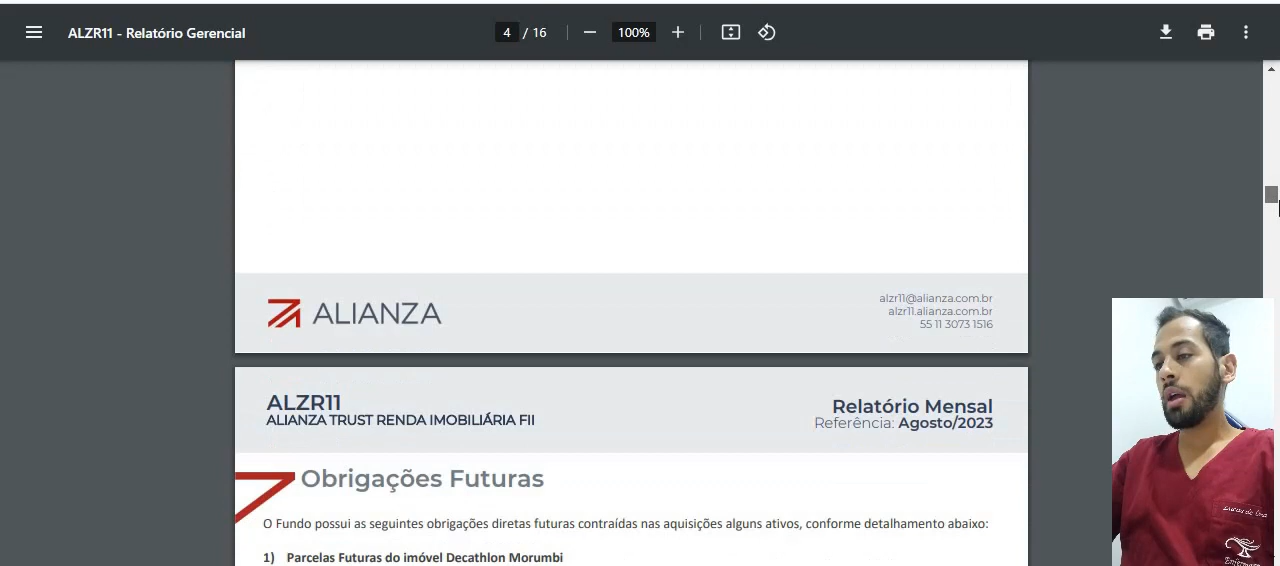 ALZR11 - Relatório Gerencial
4 / 16
100%
ALIANZA
alzr11@alianza.com.br
alzr11.alianza.com.br
55 11 3073 1516
ALZR11
ALIANZA TRUST RENDA IMOBILIÁRIA FII
Relatório Mensal
Referência: Agosto/2023
Obrigações Futuras
O Fundo possui as seguintes obrigações diretas futuras contraídas nas aquisições alguns ativos, conforme detalhamento abaixo:
1) Parcelas Futuras do imóvel Decathlon Morumbi